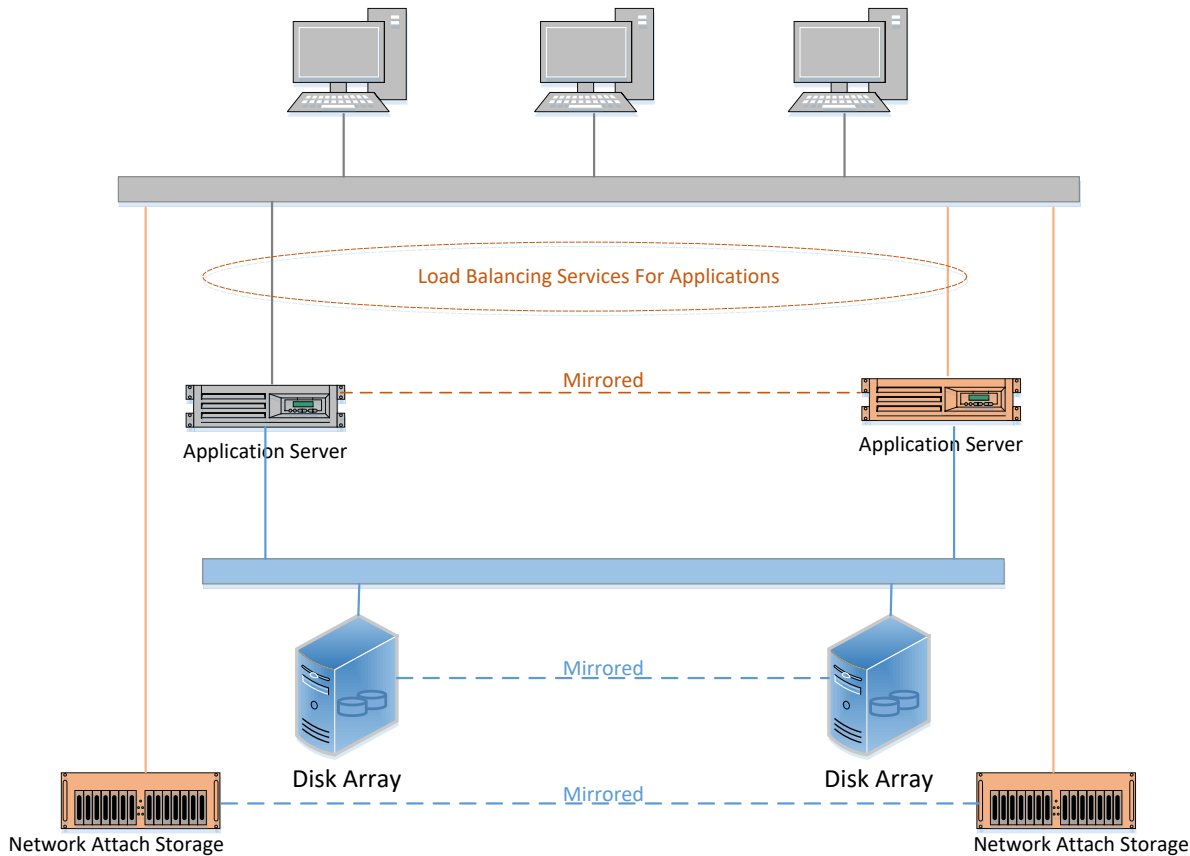 Load Balancing Services For Applications
Mirrored
Application Server
Application Server
Mirrored
Disk Array
Disk Array
Mirrored
Network Attach Storage
Network Attach Storage